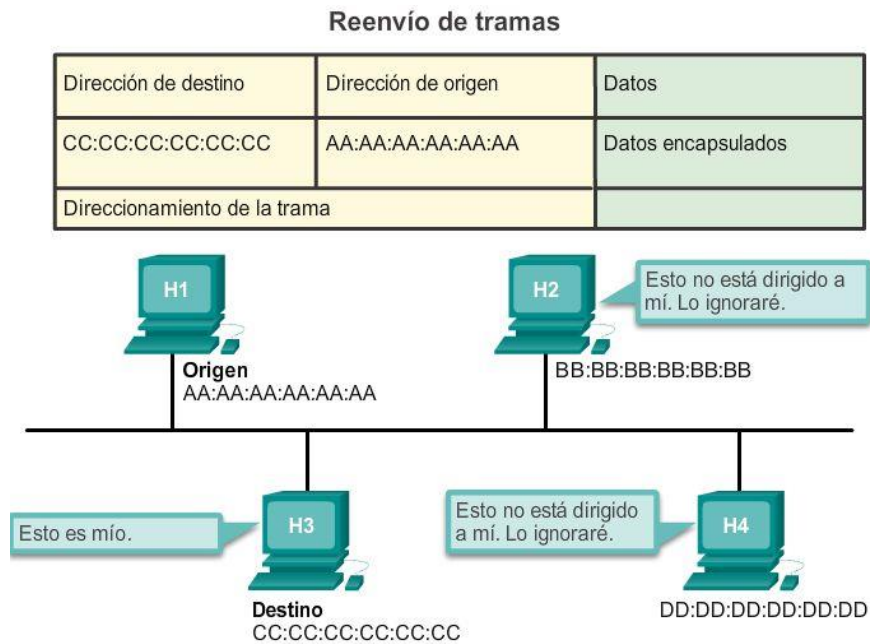 Reenvío de tramas
Dirección de destino
Dirección de origen
Datos
CC:CC:CC:CC:CC:CC
AA:AA:AA:AA:AA:AA
Datos encapsulados
Direccionamiento de la trama
H1
H2
Esto no está dirigido a
mí. Lo ignoraré.
Origen
AA:AA:AA:AA:AA:AA
BB:BB:BB:BB:BB:BB
Esto es mío.
H3
Esto no está dirigido
a mí. Lo ignoraré.
H4
Destino
CC:CC:CC:CC:CC:CC
DD:DD:DD:DD:DD:DD